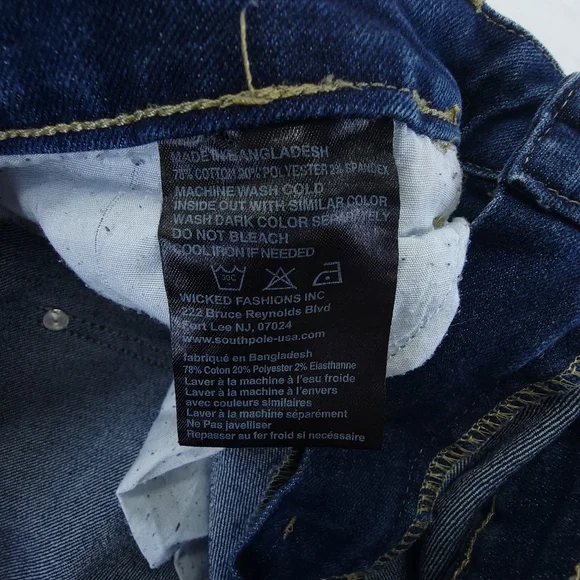 MADE IN BANGLADESH
78% COTTON 20% POLYESTER 2% SPANDEX
MACHINE WASH COLD
INSIDE OUT WITH SIMILAR COLOR
WASH DARK COLOR SEPARATELY
DO NOT BLEACH
COOL IRON IF NEEDED
30C
WICKED FASHIONS INC
222 Bruce Reynolds Blvd
Fort Lee NJ, 07024
www.southpole-usa.com
fabriqué en Bangladesh
78% Coton 20% Polyester 2% Elasthanne
Laver à la machine à l'eau froide
Laver à la machine à l'envers
avec couleurs similaires
Laver à la machine séparément
Ne Pas javelliser
Repasser au fer froid si necéssaire